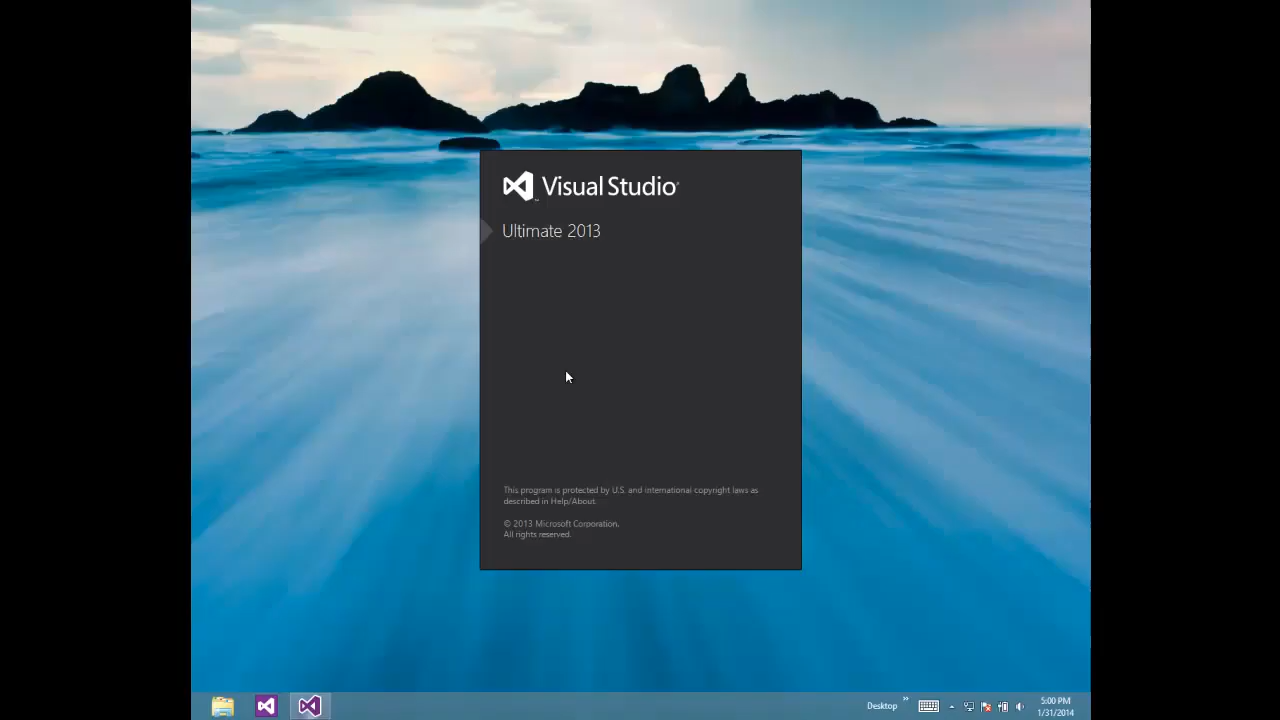 Visual Studio
Ultimate 2013
This program is protected by U.S. and international copyright laws as
described in Help/About.
© 2013 Microsoft Corporation.
All rights reserved.
Desktop
5:00 PM
1/31/2014